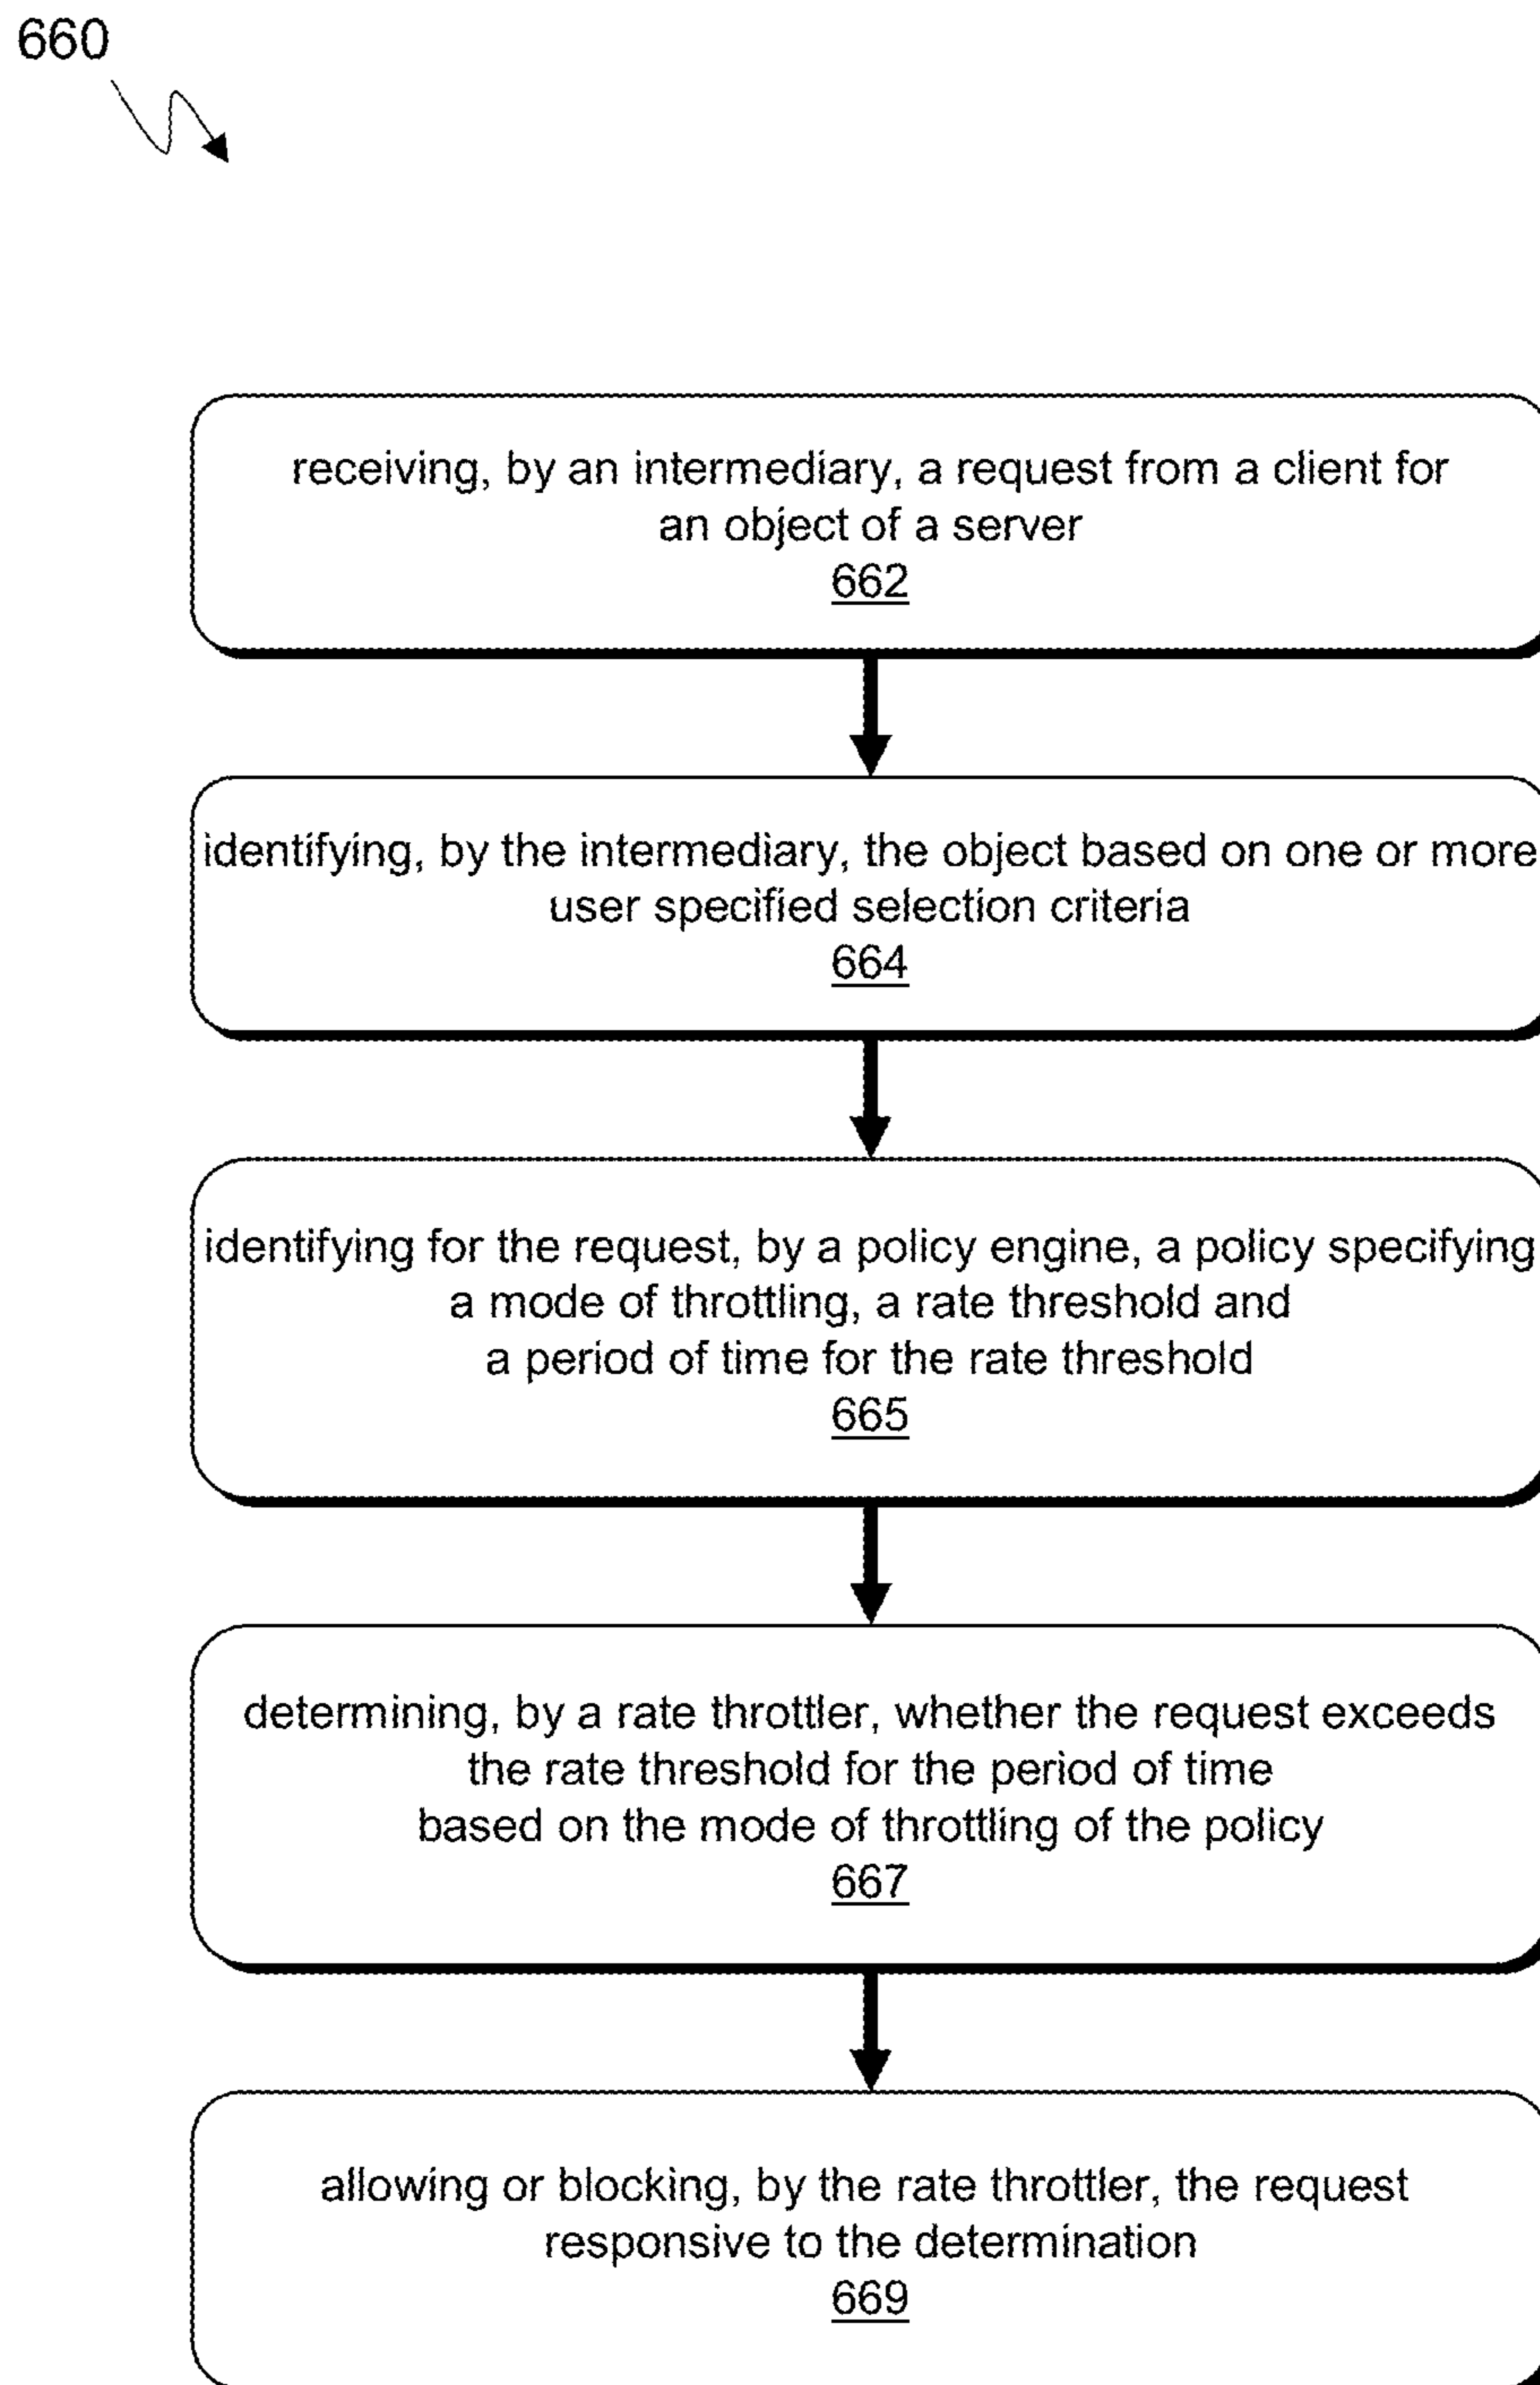 660
receiving, by an intermediary, a request from a client for
an object of a server
662
identifying, by the intermediary, the object based on one or more
user specified selection criteria
664
identifying for the request, by a policy engine, a policy specifying
a mode of throttling, a rate threshold and
a period of time for the rate threshold
665
determining, by a rate throttler, whether the request exceeds
the rate threshold for the period of time
based on the mode of throttling of the policy
667
allowing or blocking, by the rate throttler, the request
responsive to the determination
669